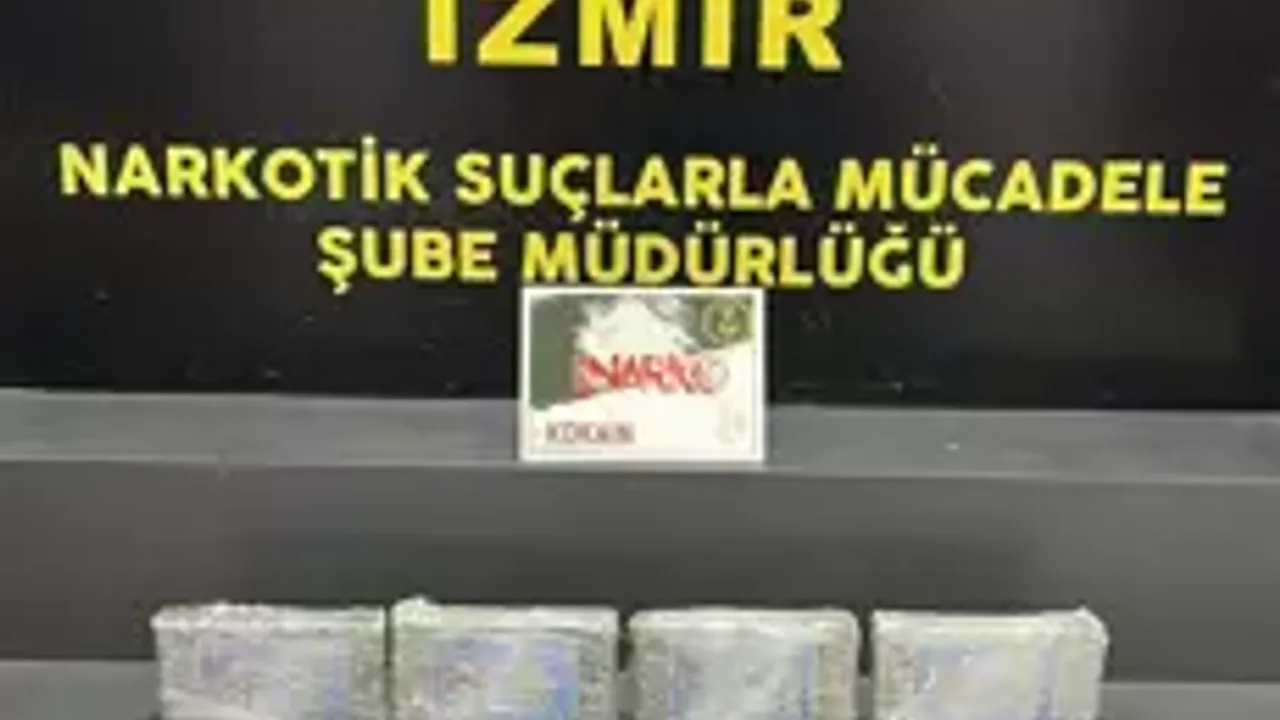 İZMİR
NARKOTİK SUÇLARLA MÜCADELE
ŞUBE MÜDÜRLÜĞÜ
NARKO
KOKAİN